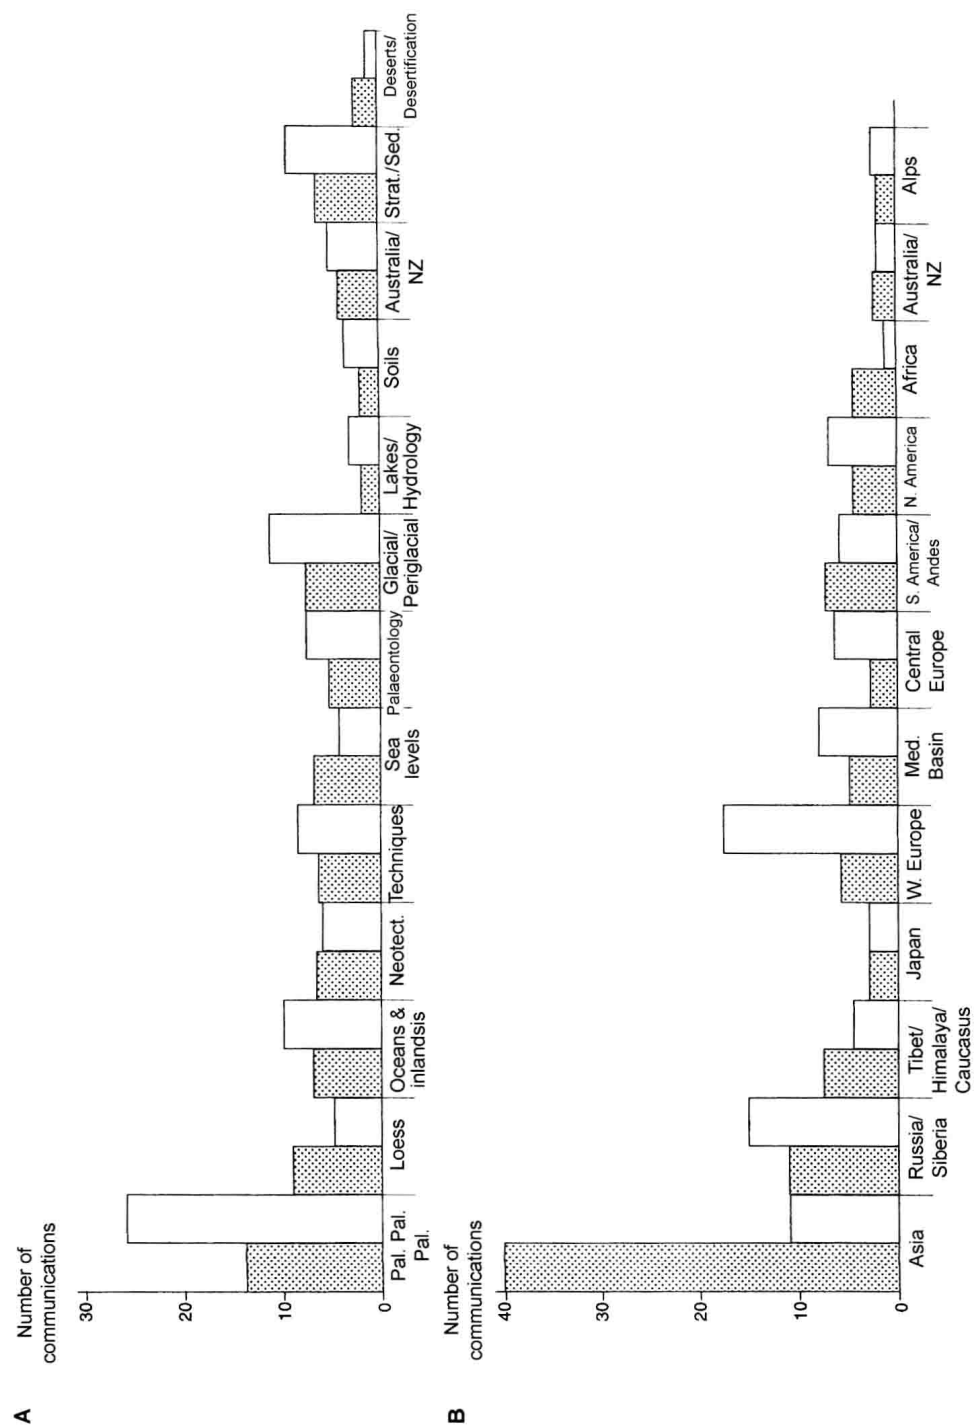 A
Number of
communications
30
20
10
0
Pal. Pal.
Pal.
Loess
Oceans &
inlandsis
Neotect.
Techniques
Sea
levels
Palaeontology
Glacial/
Periglacial
Lakes/
Hydrology
Soils
Australia/
NZ
Strat./Sed.
Deserts/
Desertification
B
Number of
communications
40
30
20
10
0
Asia
Russia/
Siberia
Tibet/
Himalaya/
Caucasus
Japan
W. Europe
Med.
Basin
Central
Europe
S. America/
Andes
N. America
Africa
Australia/
NZ
Alps